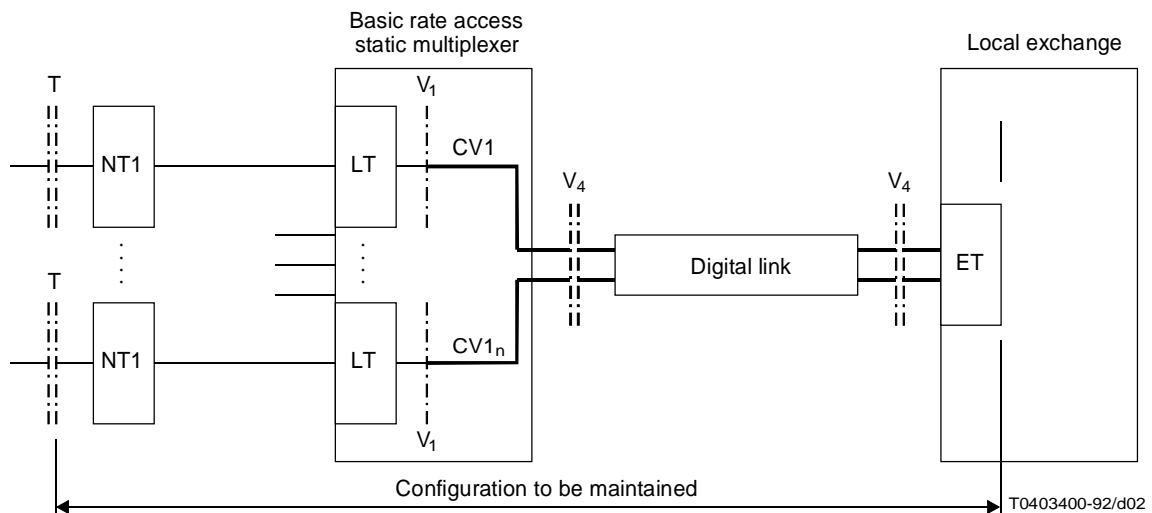 Basic rate access
static multiplexer
Local exchange
T
V1
NT1
LT
CV1
V4
V4
Digital link
ET
T
NT1
LT
CV1n
V1
Configuration to be maintained
T0403400-92/d02